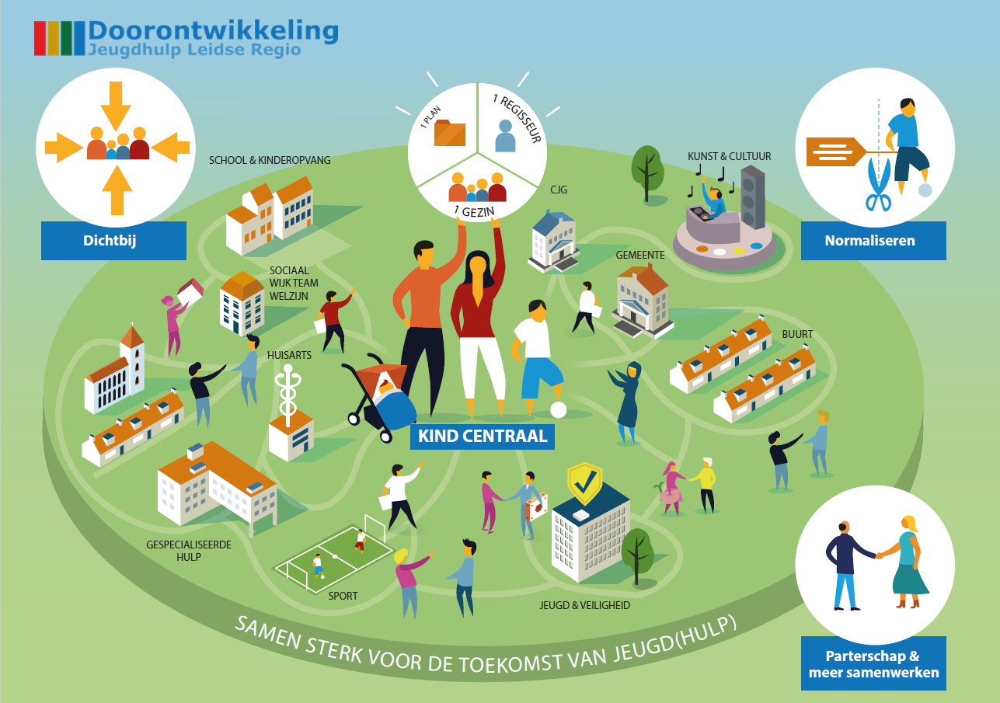 Doorontwikkeling
Jeugdhulp Leidse Regio
Dichtbij
SCHOOL & KINDEROPVANG
1 PLAN
1 REGISSEUR
1 GEZIN
CJG
KUNST & CULTUUR
Normaliseren
GEMEENTE
SOCIAAL
WIJK TEAM
WELZIJN
BUURT
HUISARTS
KIND CENTRAAL
GESPECIALISEERDE
HULP
SPORT
JEUGD & VEILIGHEID
SAMEN STERK VOOR DE TOEKOMST VAN JEUGD(HULP)
Parterschap &
meer samenwerken